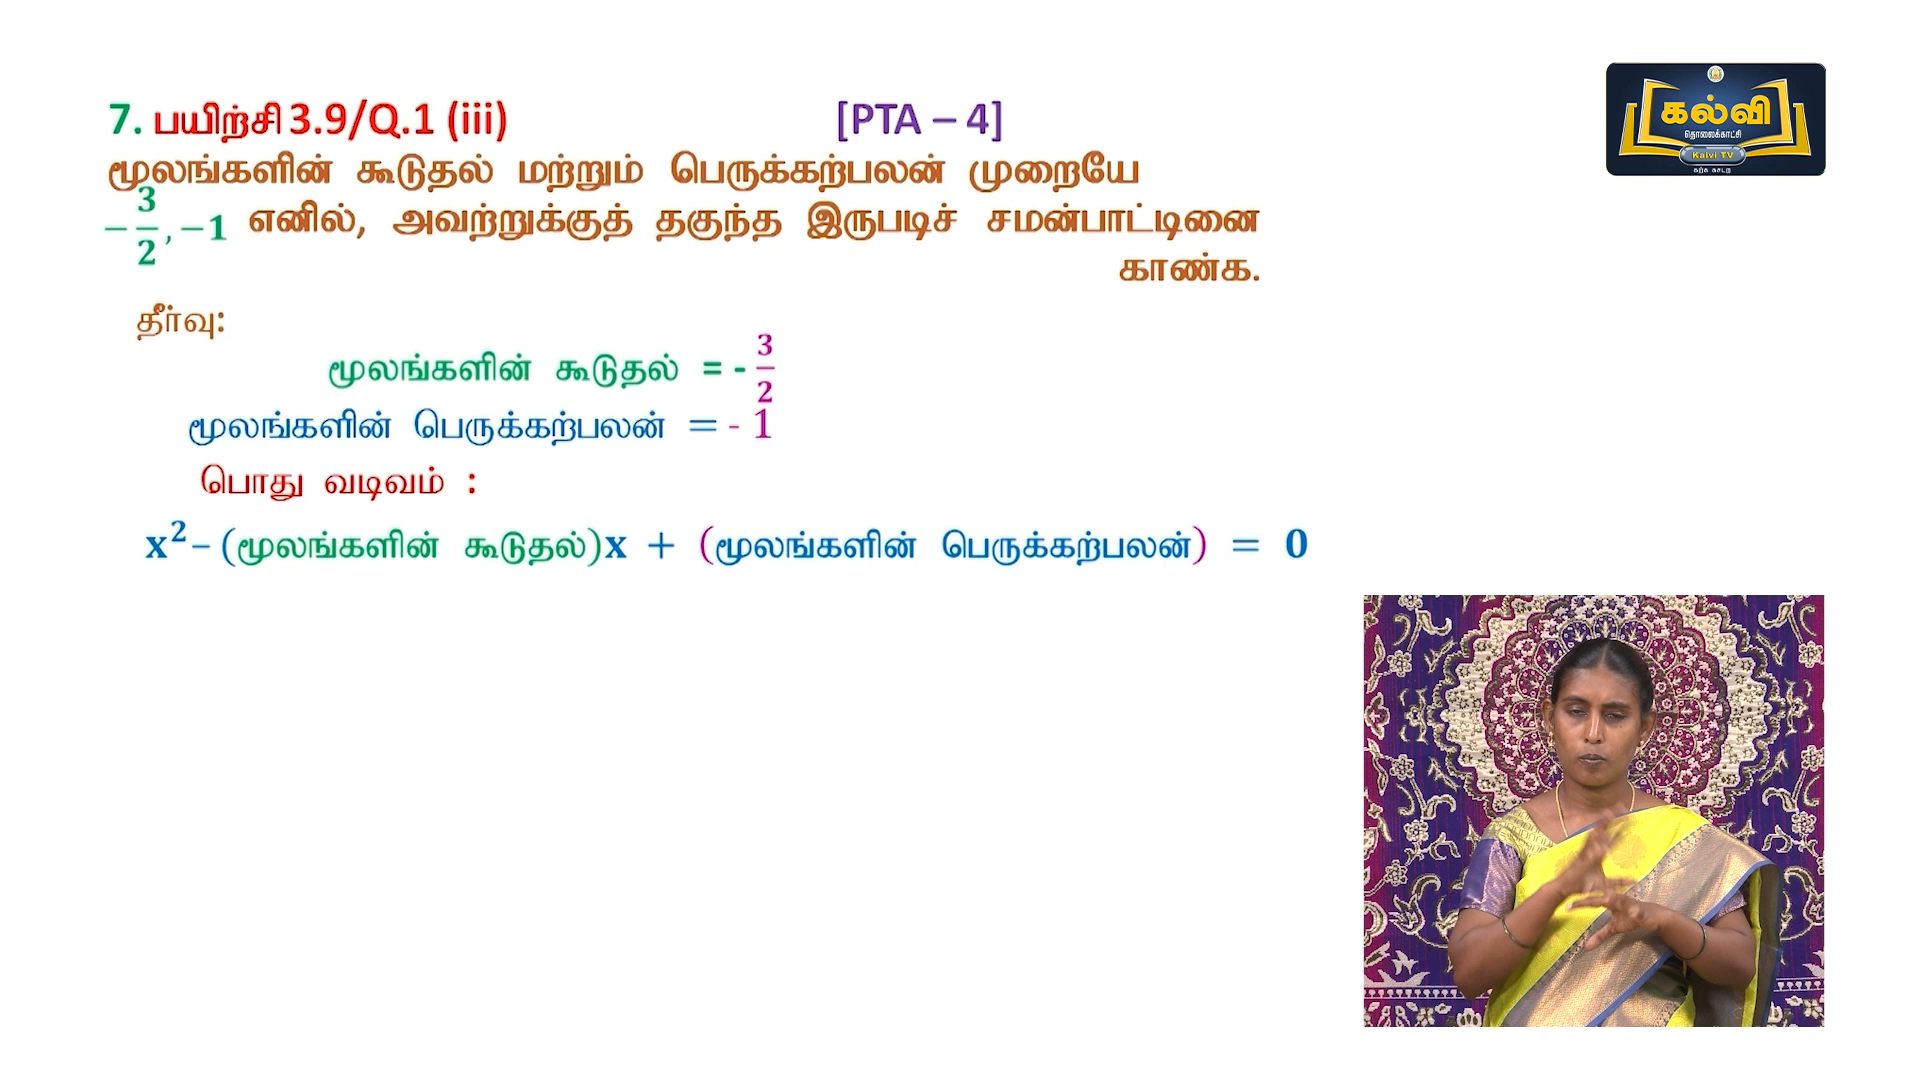 7. பயிற்சி 3.9/Q.1 (iii) [PTA – 4]
மூலங்களின் கூடுதல் மற்றும் பெருக்கற்பலன் முறையே
−3/2, −1 எனில், அவற்றுக்குத் தகுந்த இருபடிச் சமன்பாட்டினை
காண்க.
தீர்வு:
மூலங்களின் கூடுதல் = - 3/2
மூலங்களின் பெருக்கற்பலன் = - 1
பொது வடிவம் :
x² – (மூலங்களின் கூடுதல்)x + (மூலங்களின் பெருக்கற்பலன்) = 0
கல்வி
தொலைக்காட்சி
Kalvi TV
கற்க கசடற